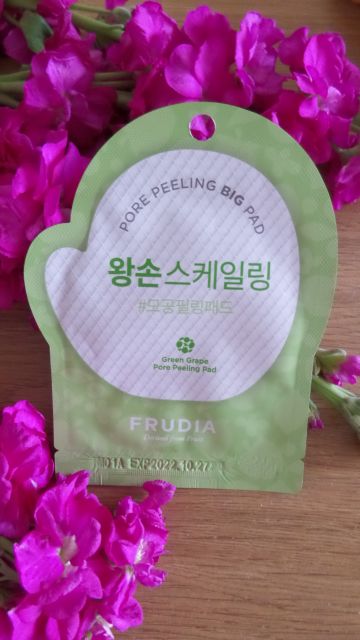 PORE PEELING BIG PAD
왕손스케일링
#모공필링패드
Green Grape
Pore Peeling Pad
FRUDIA
Derived from Fruit
EXP2022.10.27